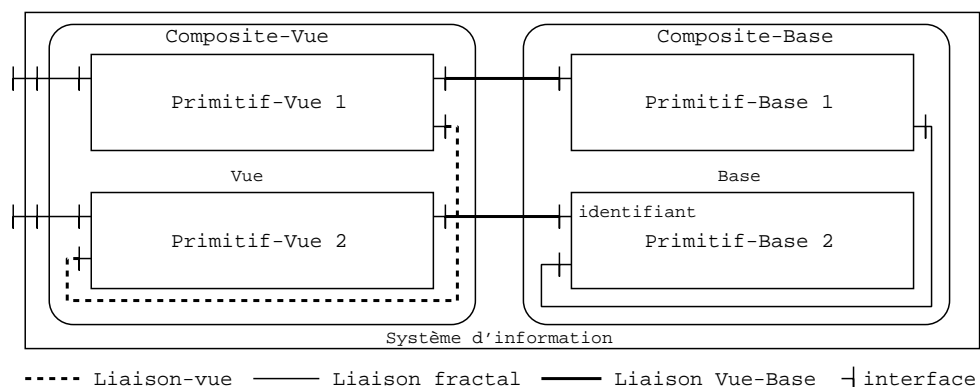 Composite-Vue
Composite-Base
Primitif-Vue 1
Primitif-Base 1
Vue
Base
identifiant
Primitif-Vue 2
Primitif-Base 2
Système d'information
Liaison-vue
Liaison fractal
Liaison Vue-Base
interface